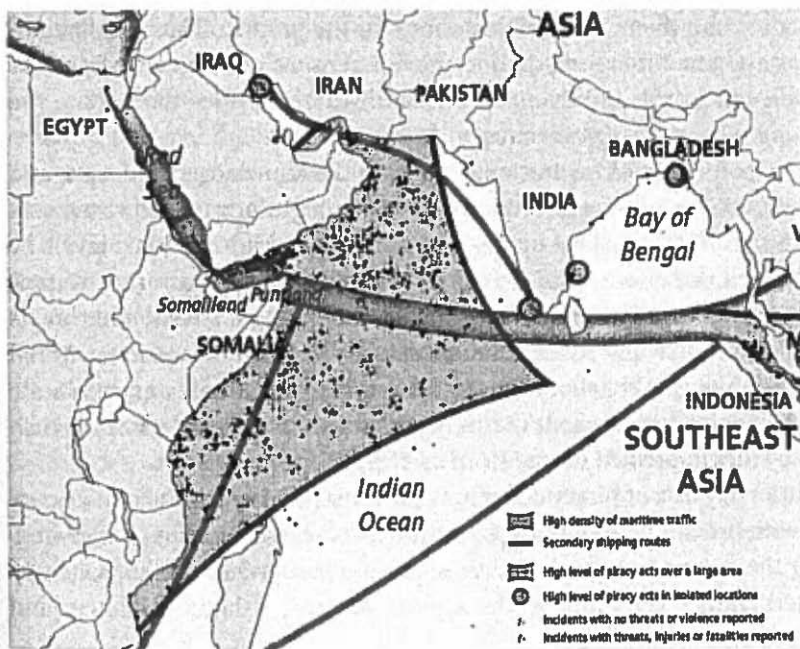 ASIA
IRAQ
IRAN
PAKISTAN
EGYPT
Red
BANGLADESH
INDIA
Bay of
Bengal
Somaliland
Puntland
SOMALIA
INDONESIA
SOUTHEAST
ASIA
Indian
Ocean
High density of maritime traffic
Secondary shipping routes
High level of piracy acts over a large area
High level of piracy acts in isolated locations
Incidents with no threats or violence reported
Incidents with threats, injuries or fatalities reported